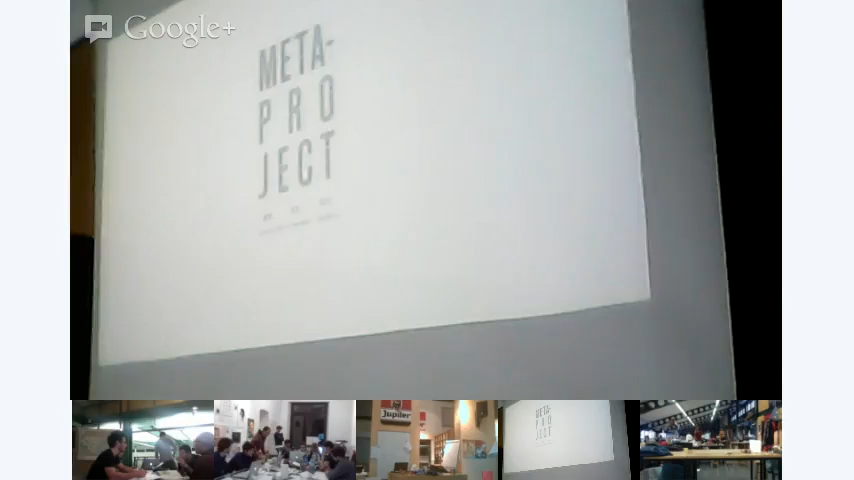 Google+
META-
PRO
JECT
Jupiler
META-
PRO
JECT